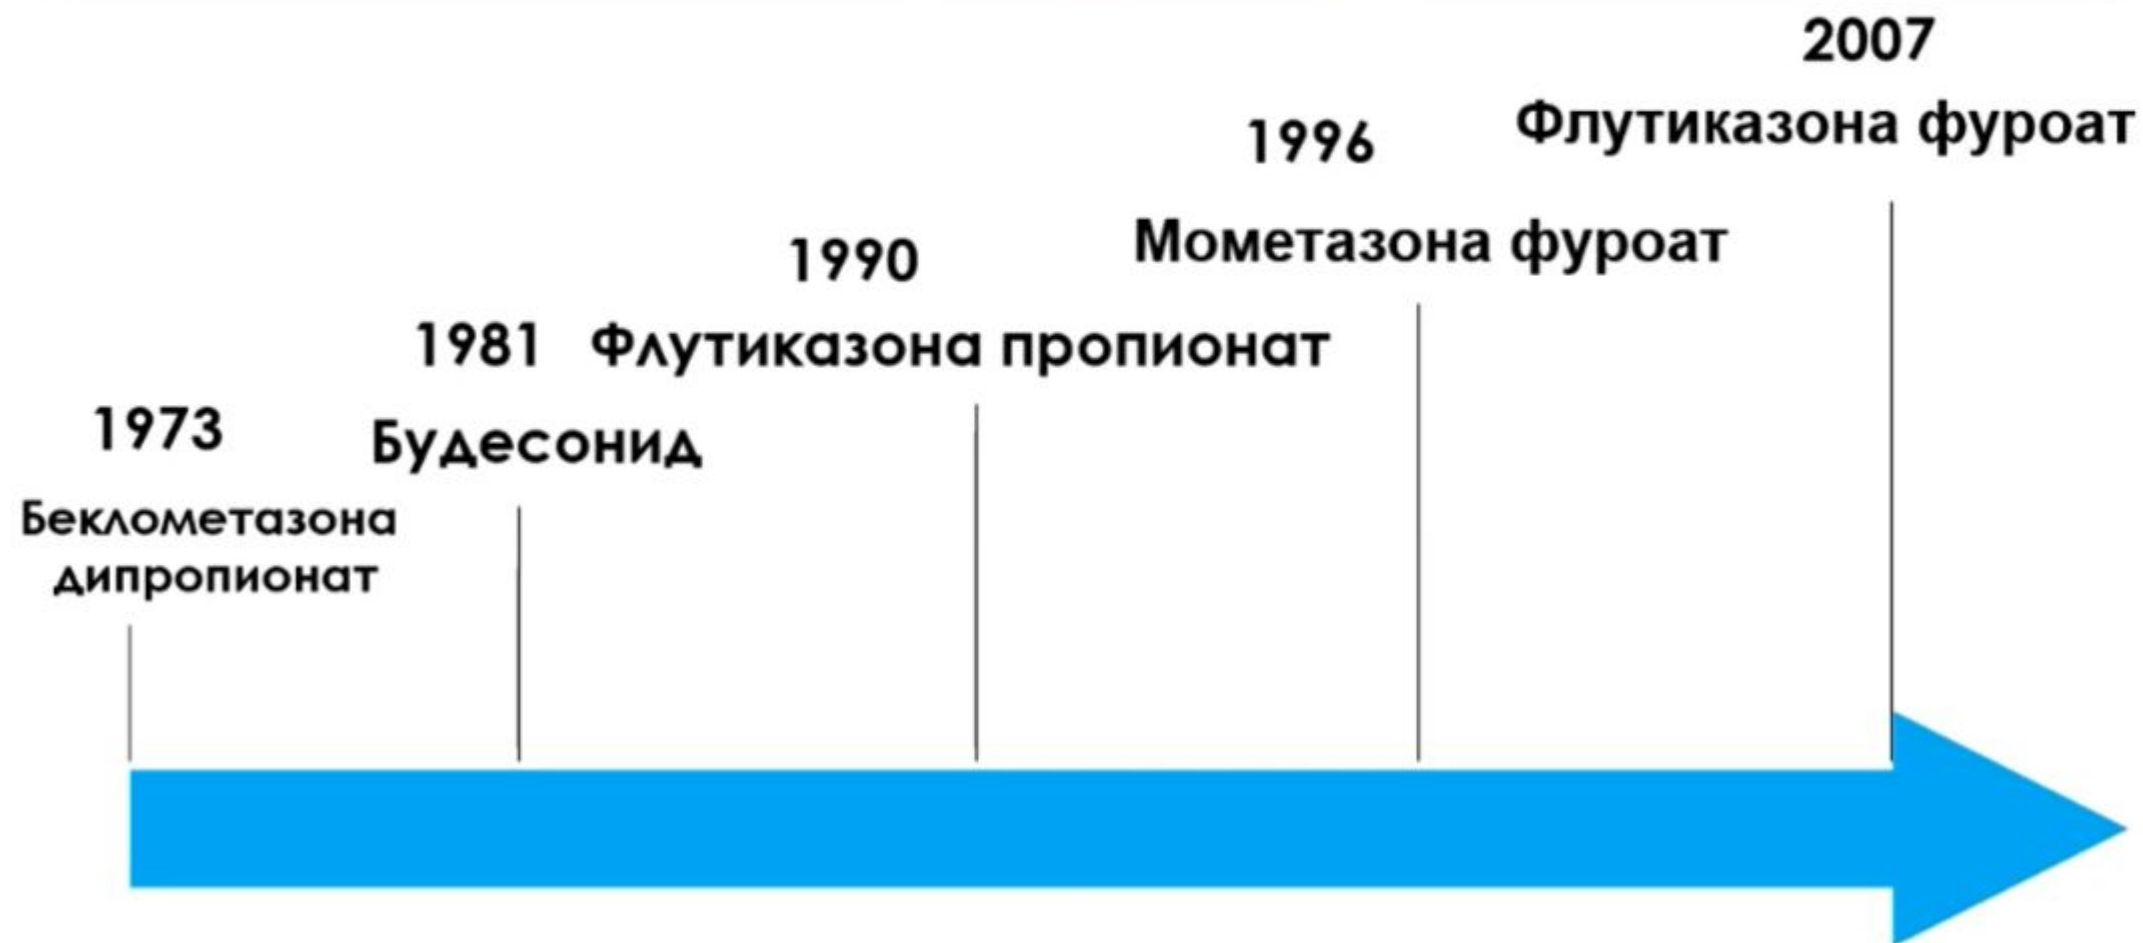 1973
Беклометазона
дипропионат
1981
Будесонид
1990
Флутиказона пропионат
1996
Мометазона фуроат
2007
Флутиказона фуроат